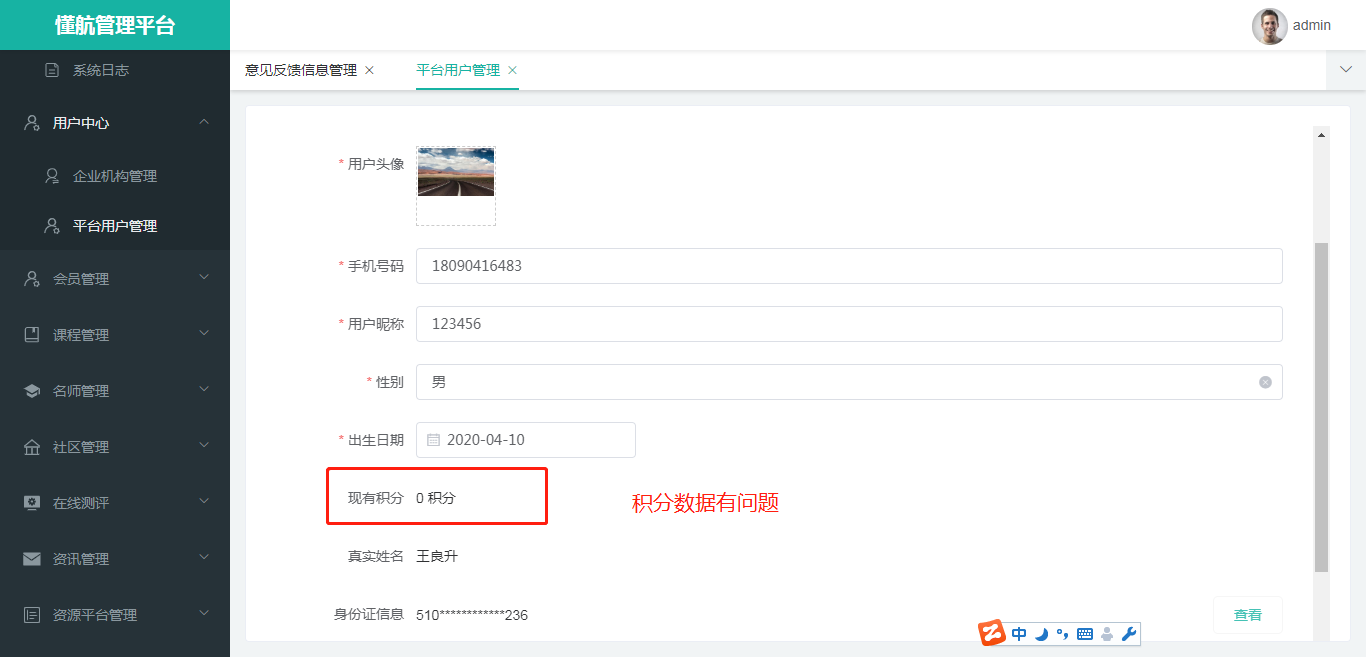 懂航管理平台
admin
系统日志
用户中心
企业机构管理
平台用户管理
会员管理
课程管理
名师管理
社区管理
在线测评
资讯管理
资源平台管理
意见反馈信息管理 ×
平台用户管理 ×
* 用户头像
* 手机号码 18090416483
* 用户昵称 123456
* 性别 男
* 出生日期 2020-04-10
现有积分 0 积分
积分数据有问题
真实姓名 王良升
身份证信息 510************236
查看
中